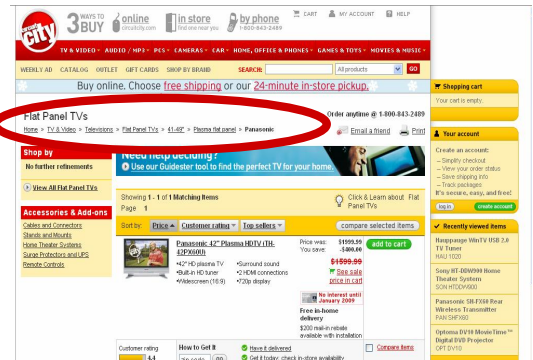 circuit city
3 WAYS TO BUY
online
circuitcity.com
in store
find one near you
by phone
1-800-843-2489
CART
MY ACCOUNT
HELP
TV & VIDEO • AUDIO / MP3 • PCS • CAMERAS • CAR • HOME, OFFICE & PHONES • GAMES & TOYS • MOVIES & MUSIC
WEEKLY AD CATALOG OUTLET GIFT CARDS SHOP BY BRAND SEARCH: All products GO
Buy online. Choose free shipping or our 24-minute in-store pickup.
Flat Panel TVs
Order anytime @ 1-800-843-2489
Home > TV & Video > Televisions > Flat Panel TVs > 41-49" > Plasma flat panel > Panasonic
Email a friend
Print
Shop by
No further refinements
View All Flat Panel TVs
Need help deciding?
Use our Guidester tool to find the perfect TV for your home.
Accessories & Add-ons
Cables and Connectors
Stands and Mounts
Home Theater Systems
Surge Protectors and UPS
Remote Controls
Showing 1 - 1 of 1 Matching Items
Page 1
Click & Learn about Flat Panel TVs
Sort by: Price Customer rating Top sellers
compare selected items
Panasonic 42" Plasma HDTV (TH-42PX60U)
•42" HD plasma TV
•Built-in HD tuner
•Widescreen (16:9)
•Surround sound
•2 HDMI connections
•720p display
Price was: $1999.99
You save: -$400.00
$1599.99
See sale price in cart
add to cart
No interest until January 2009
Free in-home delivery
$200 mail-in rebate available with installation
Customer rating
4.4
How to Get It
zip code GO
Have it delivered
Get it today: check in-store availability
Compare items
Shopping cart
Your cart is empty.
Your account
Create an account:
– Simplify checkout
– View your order status
– Save shipping info
– Track packages
It's secure, easy, and free!
log in
create account
Recently viewed items
Hauppauge WinTV USB 2.0 TV Tuner
HAU 1020
Sony HT-DDW900 Home Theater System
SON HTDDW900
Panasonic SH-FX60 Rear Wireless Transmitter
PAN SHFX60
Optoma DV10 MovieTime™ Digital DVD Projector
OPT DV10